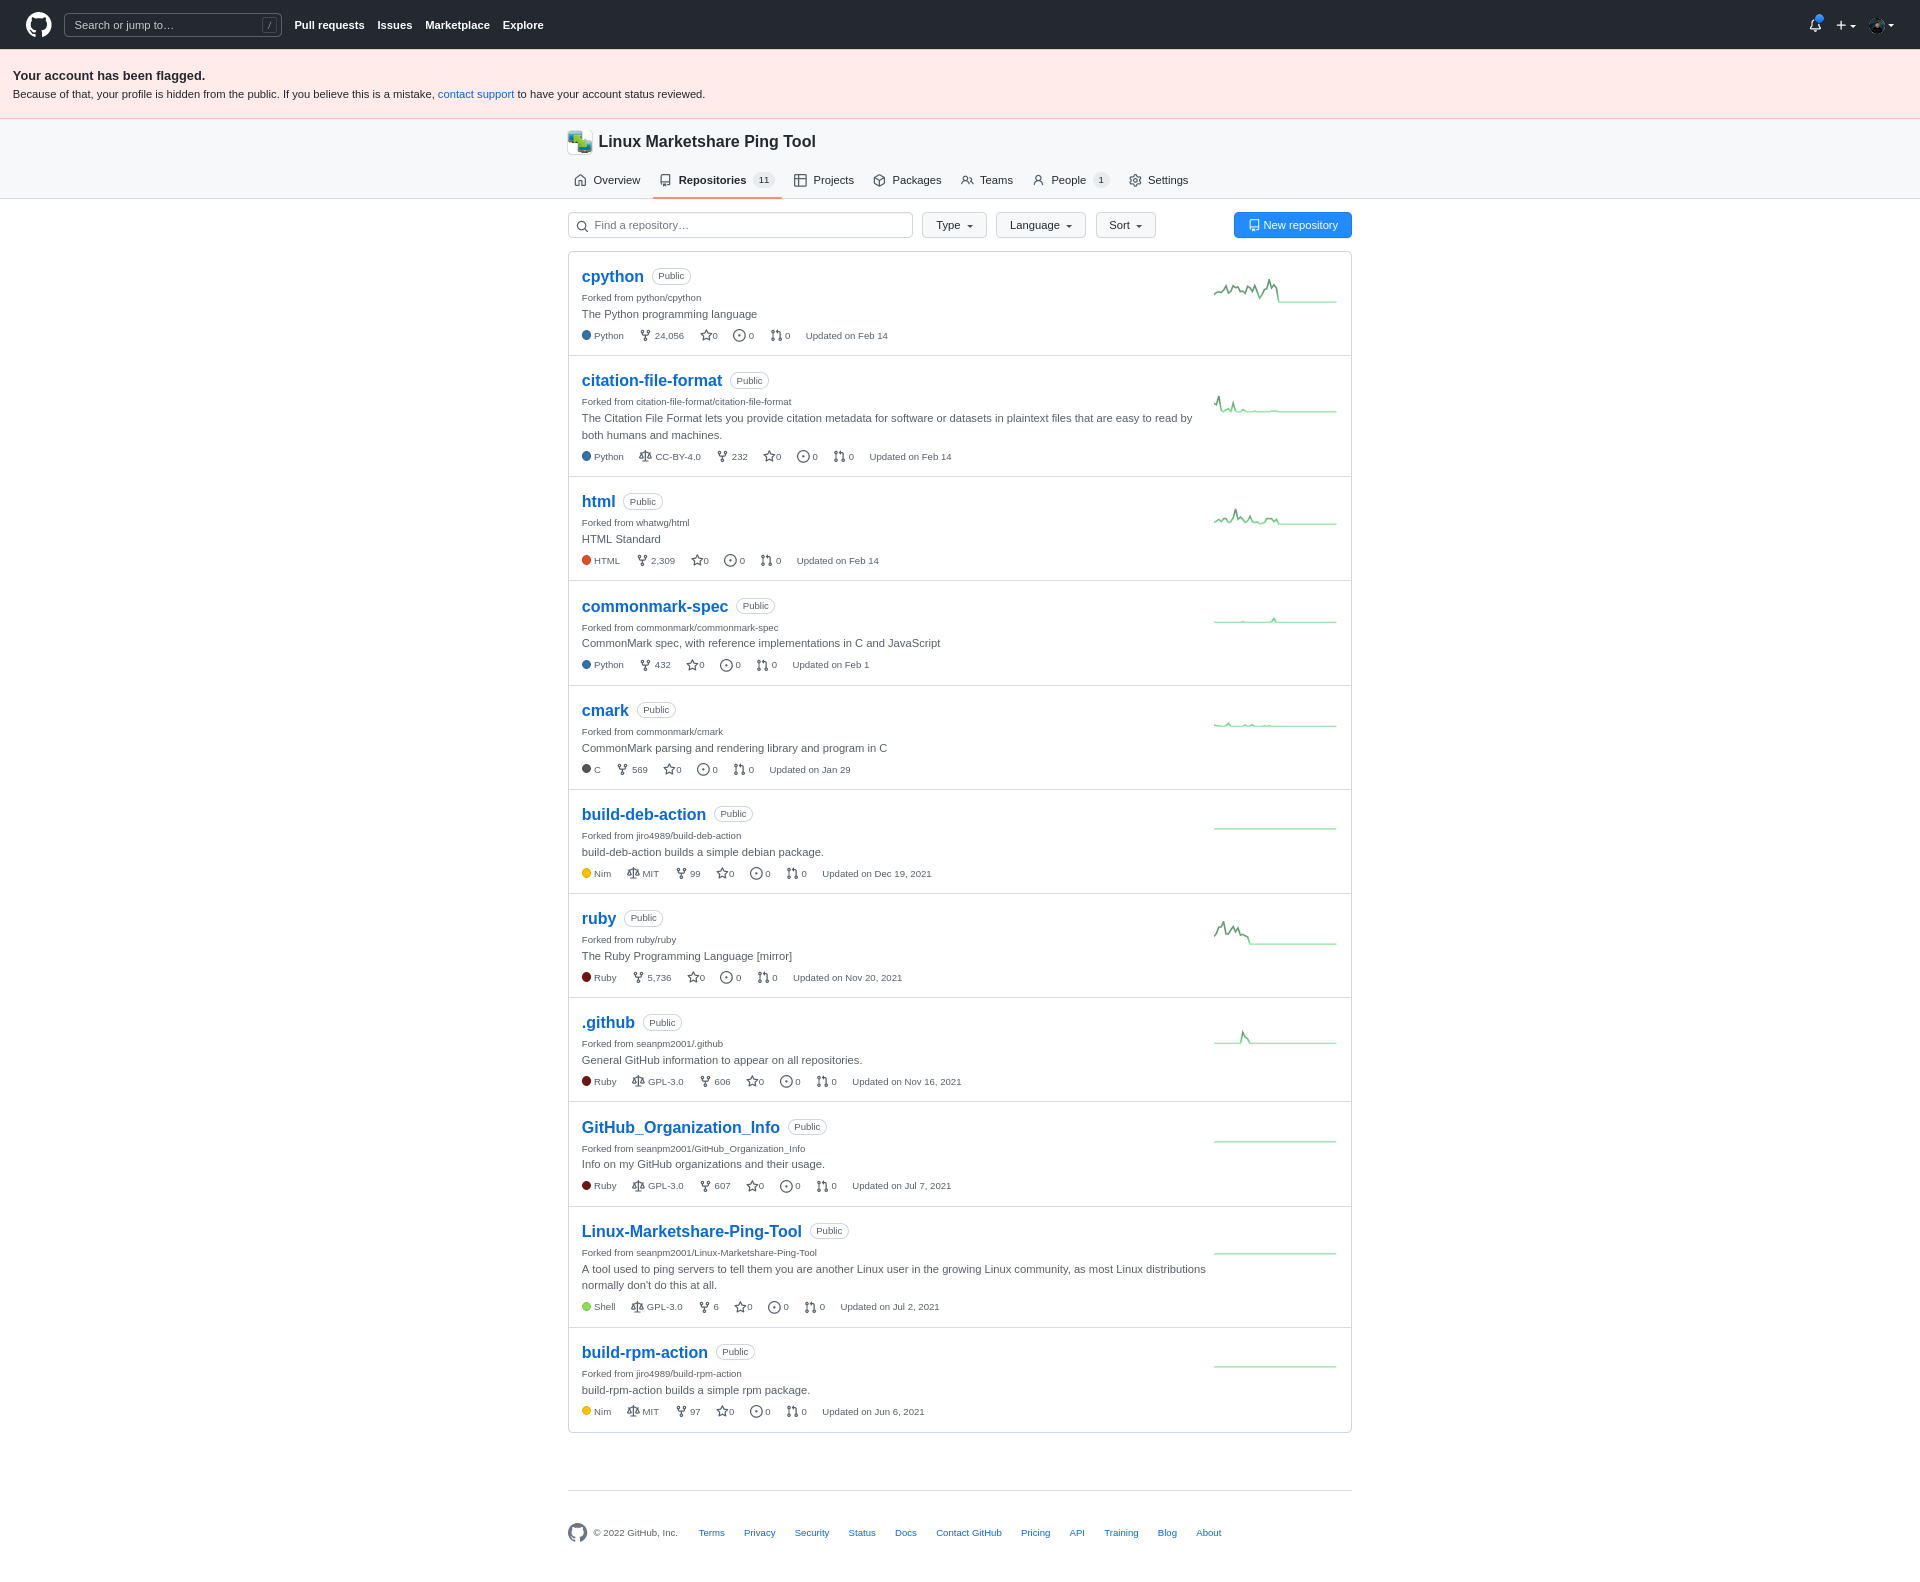 Search or jump to… /
Pull requests Issues Marketplace Explore
Your account has been flagged.
Because of that, your profile is hidden from the public. If you believe this is a mistake, contact support to have your account status reviewed.
Linux Marketshare Ping Tool
Overview Repositories 11 Projects Packages Teams People 1 Settings
Find a repository… Type Language Sort New repository
cpython Public
Forked from python/cpython
The Python programming language
Python 24,056 0 0 0 Updated on Feb 14
citation-file-format Public
Forked from citation-file-format/citation-file-format
The Citation File Format lets you provide citation metadata for software or datasets in plaintext files that are easy to read by
both humans and machines.
Python CC-BY-4.0 232 0 0 0 Updated on Feb 14
html Public
Forked from whatwg/html
HTML Standard
HTML 2,309 0 0 0 Updated on Feb 14
commonmark-spec Public
Forked from commonmark/commonmark-spec
CommonMark spec, with reference implementations in C and JavaScript
Python 432 0 0 0 Updated on Feb 1
cmark Public
Forked from commonmark/cmark
CommonMark parsing and rendering library and program in C
C 569 0 0 0 Updated on Jan 29
build-deb-action Public
Forked from jiro4989/build-deb-action
build-deb-action builds a simple debian package.
Nim MIT 99 0 0 0 Updated on Dec 19, 2021
ruby Public
Forked from ruby/ruby
The Ruby Programming Language [mirror]
Ruby 5,736 0 0 0 Updated on Nov 20, 2021
.github Public
Forked from seanpm2001/.github
General GitHub information to appear on all repositories.
Ruby GPL-3.0 606 0 0 0 Updated on Nov 16, 2021
GitHub_Organization_Info Public
Forked from seanpm2001/GitHub_Organization_Info
Info on my GitHub organizations and their usage.
Ruby GPL-3.0 607 0 0 0 Updated on Jul 7, 2021
Linux-Marketshare-Ping-Tool Public
Forked from seanpm2001/Linux-Marketshare-Ping-Tool
A tool used to ping servers to tell them you are another Linux user in the growing Linux community, as most Linux distributions
normally don't do this at all.
Shell GPL-3.0 6 0 0 0 Updated on Jul 2, 2021
build-rpm-action Public
Forked from jiro4989/build-rpm-action
build-rpm-action builds a simple rpm package.
Nim MIT 97 0 0 0 Updated on Jun 6, 2021
© 2022 GitHub, Inc. Terms Privacy Security Status Docs Contact GitHub Pricing API Training Blog About